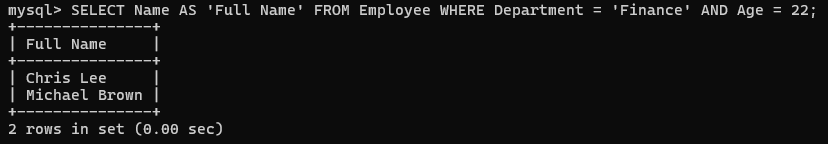 mysql> SELECT Name AS 'Full Name' FROM Employee WHERE Department = 'Finance' AND Age = 22;
+---------------+
| Full Name     |
+---------------+
| Chris Lee     |
| Michael Brown |
+---------------+
2 rows in set (0.00 sec)